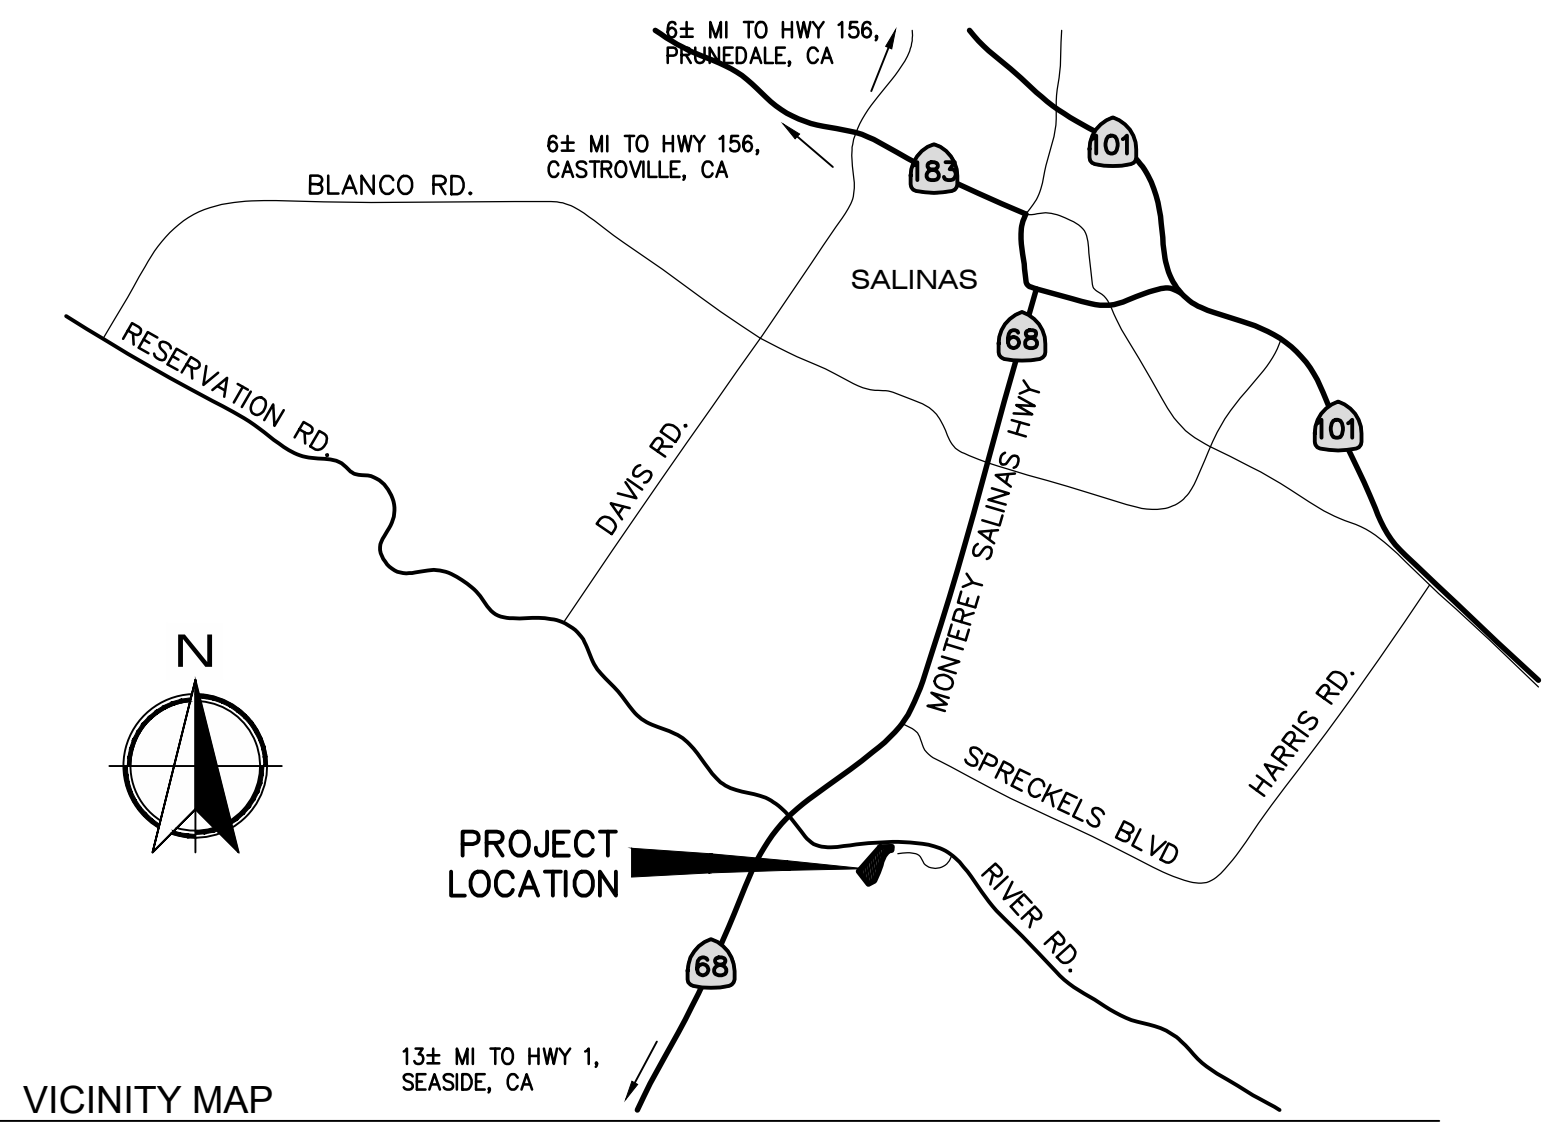 6± MI TO HWY 156,
PRUNEDALE, CA
101
6± MI TO HWY 156,
CASTROVILLE, CA
183
BLANCO RD.
SALINAS
68
RESERVATION RD.
DAVIS RD.
MONTEREY SALINAS HWY
101
N
HARRIS RD.
SPRECKELS BLVD
PROJECT
LOCATION
RIVER RD.
68
13± MI TO HWY 1,
SEASIDE, CA
VICINITY MAP